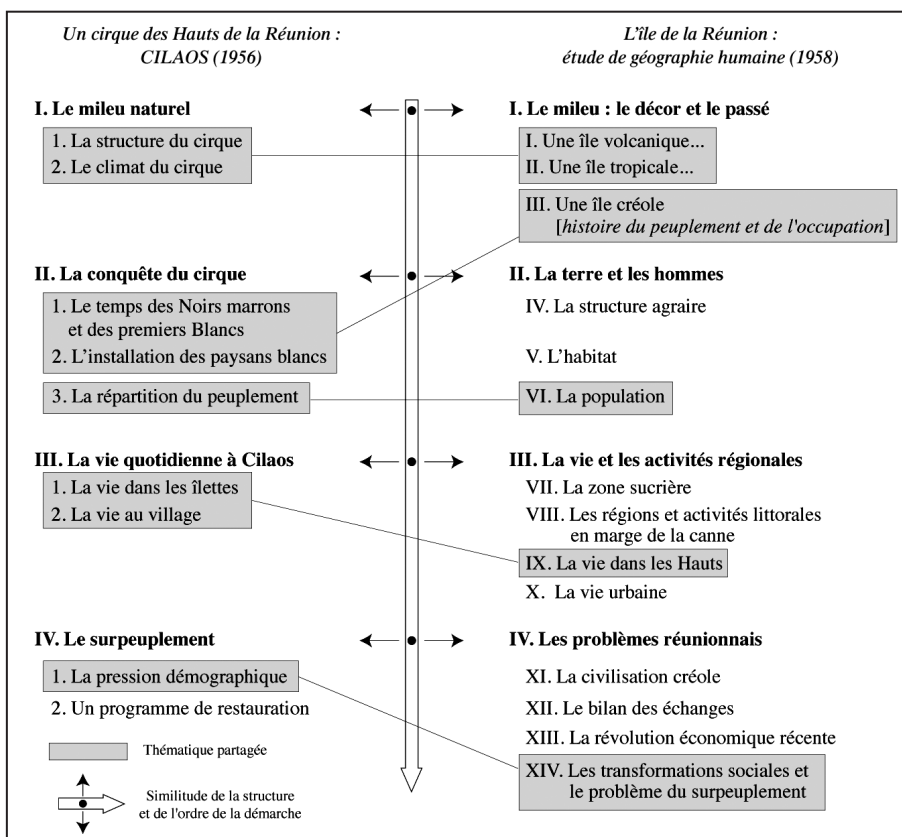 Un cirque des Hauts de la Réunion :
CILAOS (1956)
I. Le mileu naturel
1. La structure du cirque
2. Le climat du cirque
II. La conquête du cirque
1. Le temps des Noirs marrons
et des premiers Blancs
2. L'installation des paysans blancs
3. La répartition du peuplement
III. La vie quotidienne à Cilaos
1. La vie dans les îlettes
2. La vie au village
IV. Le surpeuplement
1. La pression démographique
2. Un programme de restauration
Thématique partagée
Similitude de la structure
et de l'ordre de la démarche
L'île de la Réunion :
étude de géographie humaine (1958)
I. Le mileu : le décor et le passé
I. Une île volcanique...
II. Une île tropicale...
III. Une île créole
[histoire du peuplement et de l'occupation]
II. La terre et les hommes
IV. La structure agraire
V. L'habitat
VI. La population
III. La vie et les activités régionales
VII. La zone sucrière
VIII. Les régions et activités littorales
en marge de la canne
IX. La vie dans les Hauts
X. La vie urbaine
IV. Les problèmes réunionnais
XI. La civilisation créole
XII. Le bilan des échanges
XIII. La révolution économique récente
XIV. Les transformations sociales et
le problème du surpeuplement